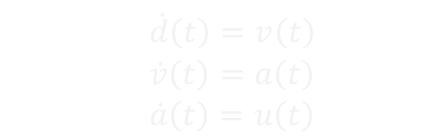 ḋ(t) = v(t)
v̇(t) = a(t)
ȧ(t) = u(t)